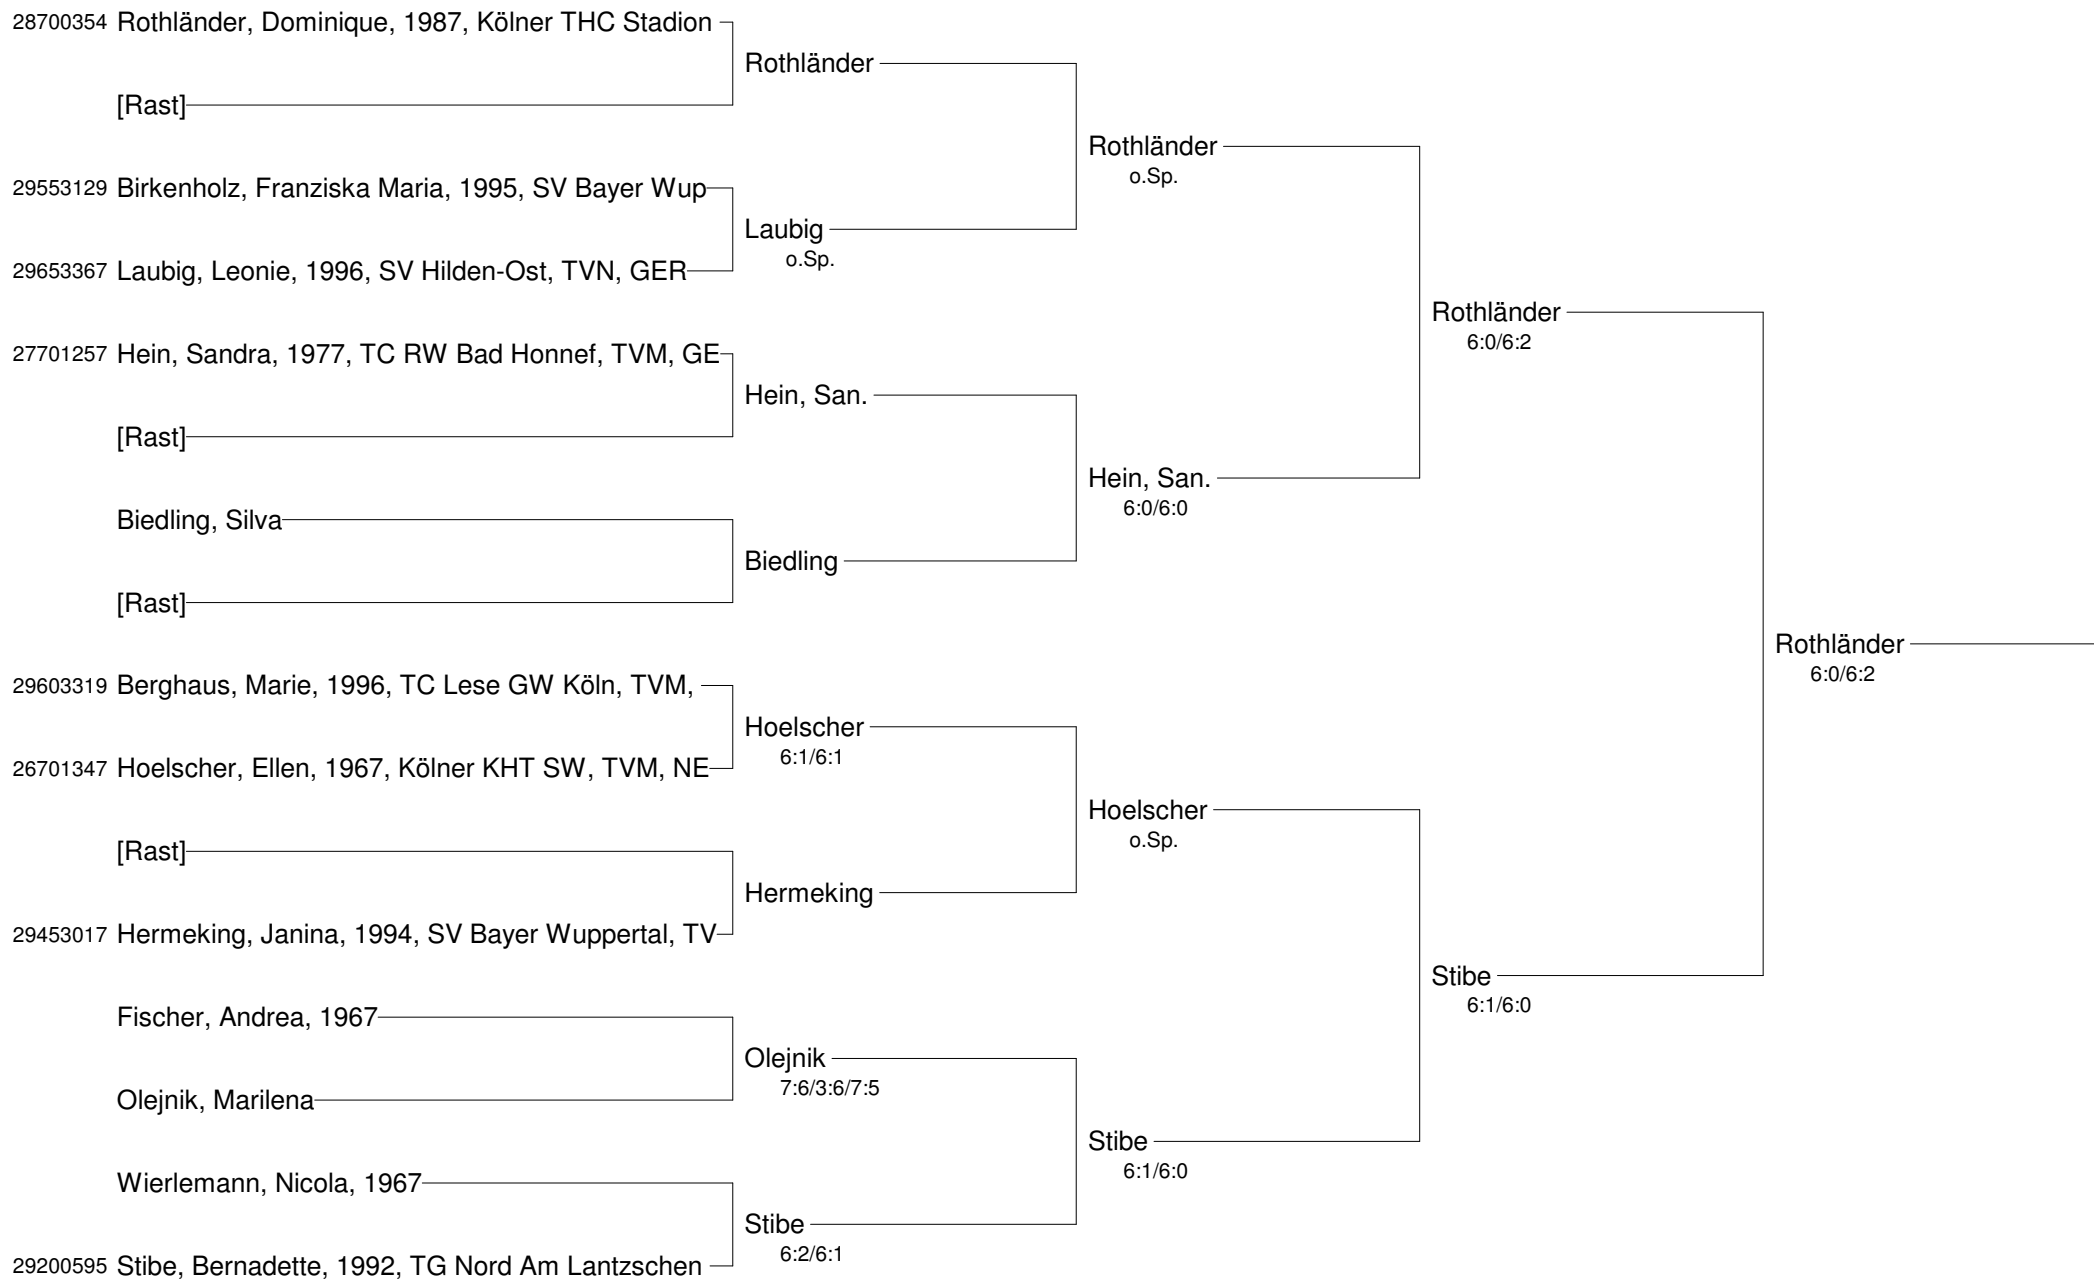 28700354 Rothländer, Dominique, 1987, Kölner THC Stadion
Rothländer
[Rast]
Rothländer
o.Sp.
29553129 Birkenholz, Franziska Maria, 1995, SV Bayer Wup
Laubig
o.Sp.
29653367 Laubig, Leonie, 1996, SV Hilden-Ost, TVN, GER
Rothländer
6:0/6:2
27701257 Hein, Sandra, 1977, TC RW Bad Honnef, TVM, GE
Hein, San.
[Rast]
Hein, San.
6:0/6:0
Biedling, Silva
Biedling
[Rast]
Rothländer
6:0/6:2
29603319 Berghaus, Marie, 1996, TC Lese GW Köln, TVM,
Hoelscher
6:1/6:1
26701347 Hoelscher, Ellen, 1967, Kölner KHT SW, TVM, NE
Hoelscher
o.Sp.
[Rast]
Hermeking
29453017 Hermeking, Janina, 1994, SV Bayer Wuppertal, TV
Stibe
6:1/6:0
Fischer, Andrea, 1967
Olejnik
7:6/3:6/7:5
Olejnik, Marilena
Stibe
6:1/6:0
Wierlemann, Nicola, 1967
Stibe
6:2/6:1
29200595 Stibe, Bernadette, 1992, TG Nord Am Lantzschen